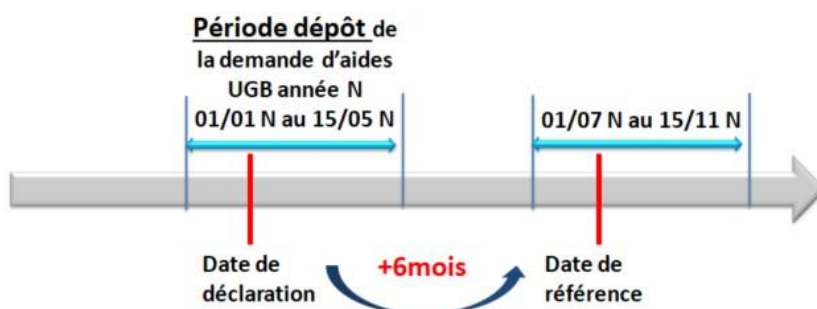 Période dépôt de
la demande d'aides
UGB année N
01/01 N au 15/05 N
01/07 N au 15/11 N
Date de
déclaration
+6mois
Date de
référence